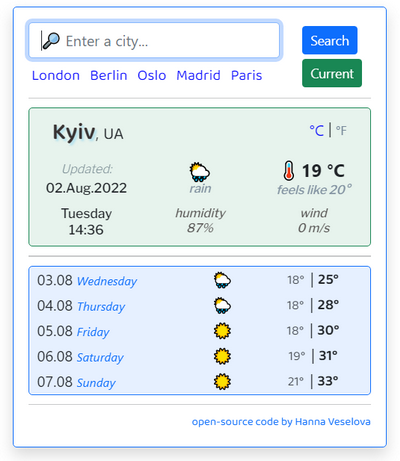 Enter a city...
Search
London Berlin Oslo Madrid Paris
Current
Kyiv, UA
°C | °F
Updated:
02.Aug.2022
rain
19 °C
feels like 20°
Tuesday
14:36
humidity
87%
wind
0 m/s
03.08 Wednesday 18° | 25°
04.08 Thursday 18° | 28°
05.08 Friday 18° | 30°
06.08 Saturday 19° | 31°
07.08 Sunday 21° | 33°
open-source code by Hanna Veselova